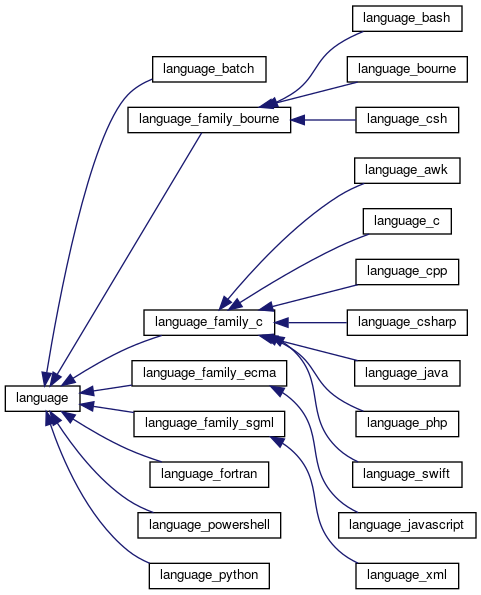 language_bash
language_batch
language_bourne
language_family_bourne
language_csh
language_awk
language_c
language_cpp
language_family_c
language_csharp
language_family_ecma
language_java
language
language_family_sgml
language_php
language_fortran
language_swift
language_powershell
language_javascript
language_python
language_xml